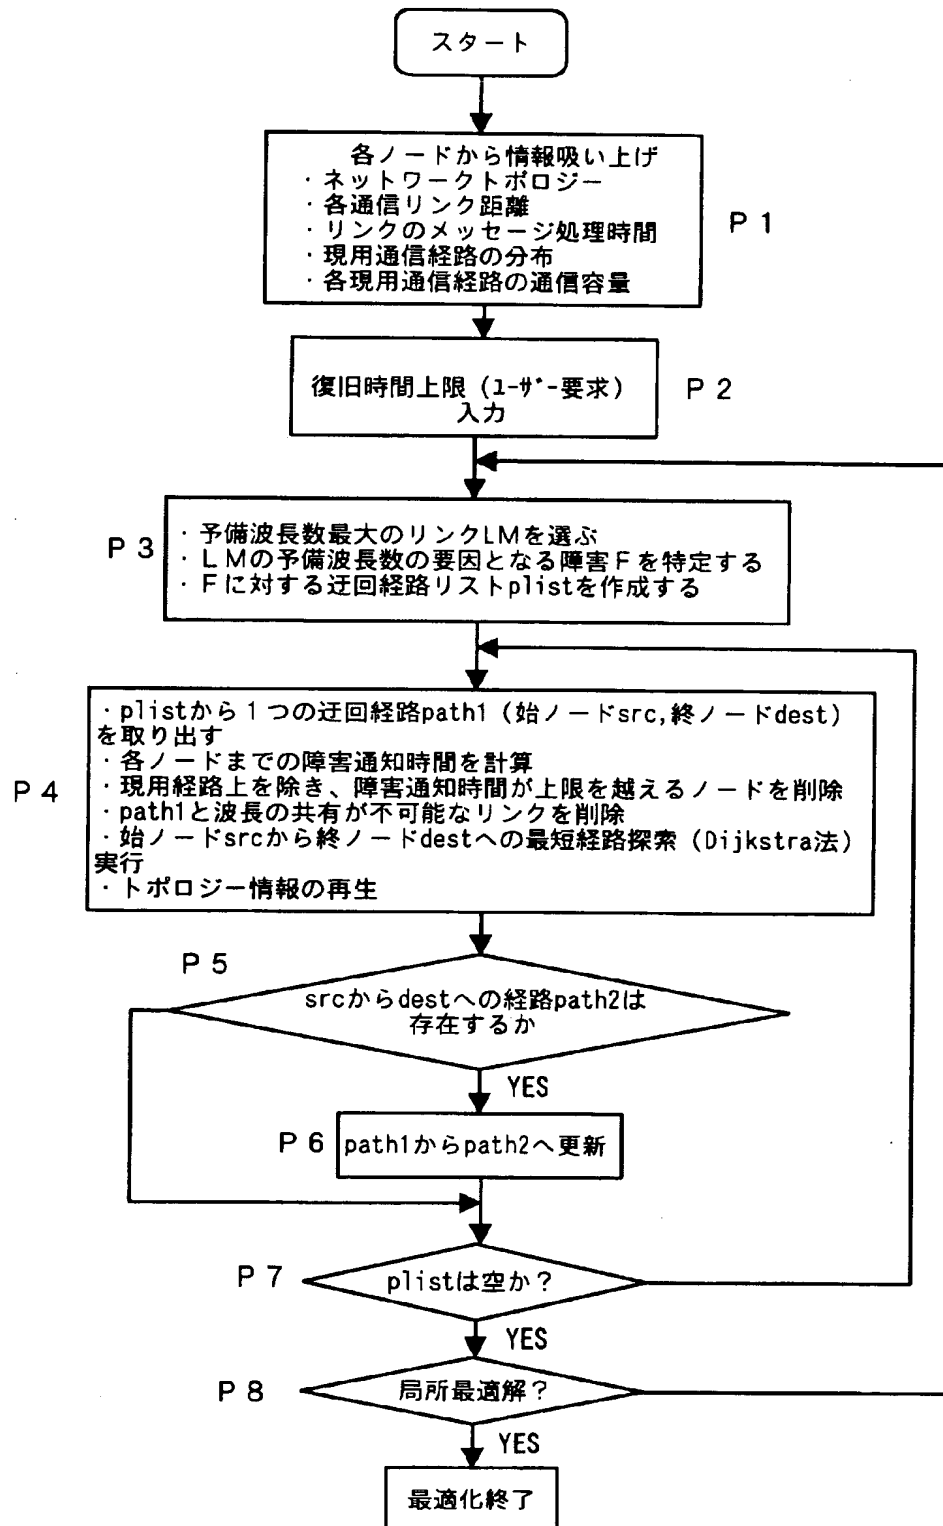 スタート
各ノードから情報吸い上げ
・ネットワークトポロジー
・各通信リンク距離
・リンクのメッセージ処理時間
・現用通信経路の分布
・各現用通信経路の通信容量
P1
復旧時間上限（ﾕｰｻﾞｰ要求）
入力
P2
P3
・予備波長数最大のリンクLMを選ぶ
・LMの予備波長数の要因となる障害Fを特定する
・Fに対する迂回経路リストplistを作成する
P4
・plistから1つの迂回経路path1（始ノードsrc,終ノードdest）
を取り出す
・各ノードまでの障害通知時間を計算
・現用経路上を除き、障害通知時間が上限を越えるノードを削除
・path1と波長の共有が不可能なリンクを削除
・始ノードsrcから終ノードdestへの最短経路探索（Dijkstra法）
実行
・トポロジー情報の再生
P5
srcからdestへの経路path2は
存在するか
YES
P6
path1からpath2へ更新
P7
plistは空か？
YES
P8
局所最適解？
YES
最適化終了